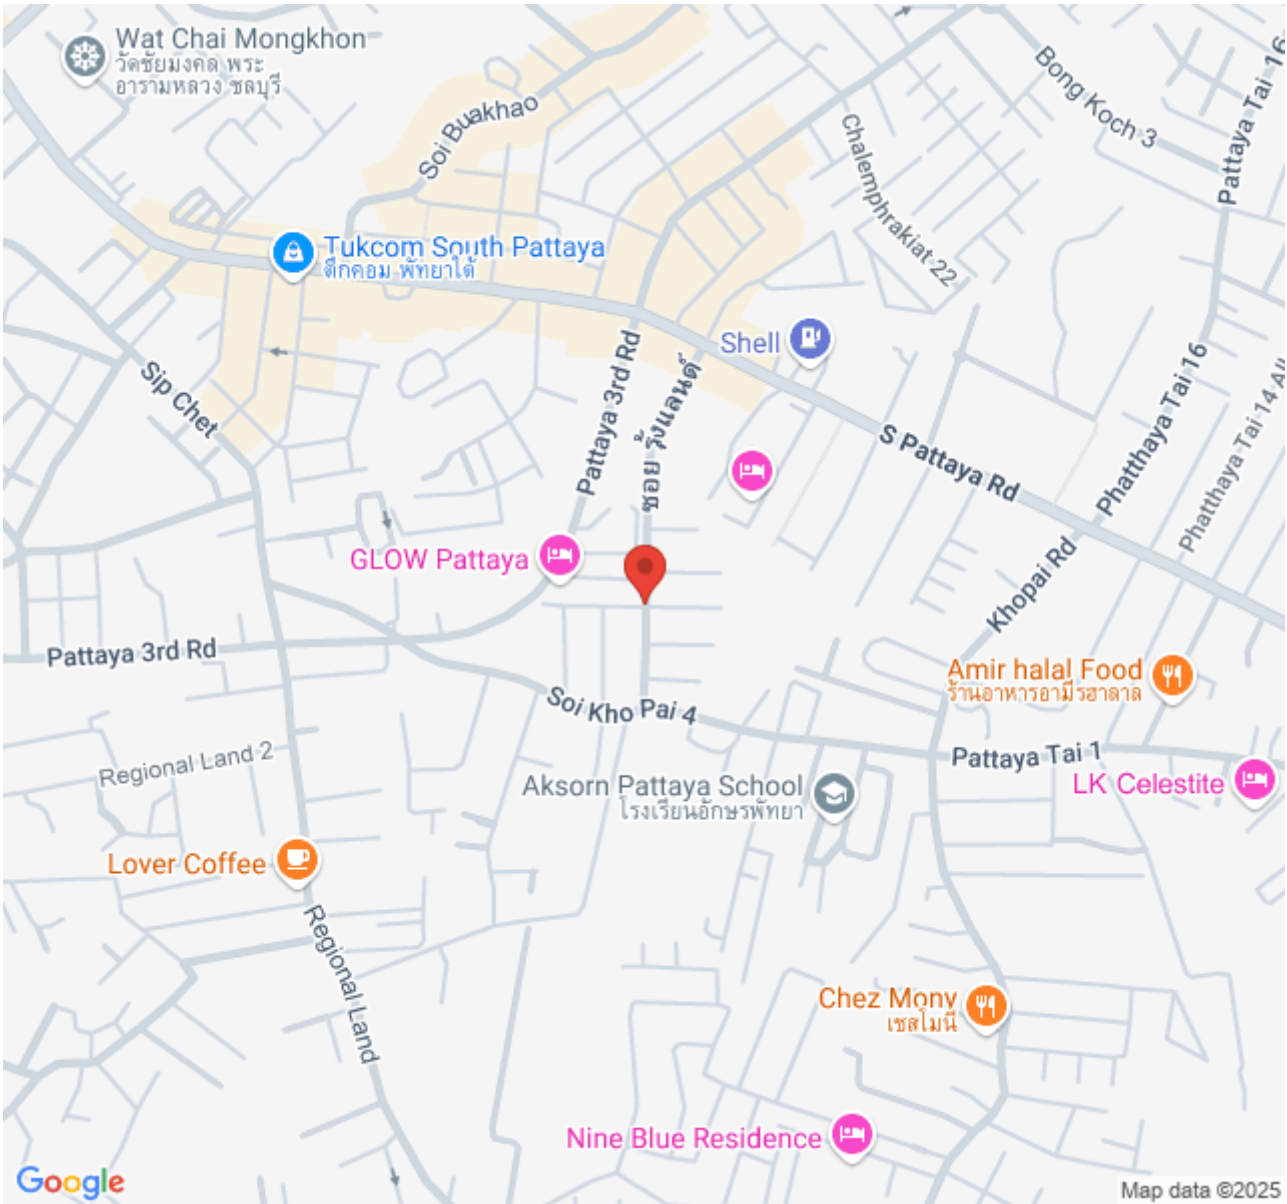 Wat Chai Mongkhon
วัดชัยมงคล พระ
อารามหลวง ชลบุรี
Soi Buakhao
Bong Koch 3
Pattaya Tai 16
Chalemphrakiat 22
Tukcom South Pattaya
ตึกคอม พัทยาใต้
Shell
Sip Chet
Pattaya 3rd Rd
ซอย รุ้งแลนด์
S Pattaya Rd
Phatthaya Tai 16
Phatthaya Tai 14 All
GLOW Pattaya
Khopai Rd
Pattaya 3rd Rd
Amir halal Food
ร้านอาหารอามีรฮาลาล
Soi Kho Pai 4
Regional Land 2
Pattaya Tai 1
Aksorn Pattaya School
โรงเรียนอักษรพัทยา
LK Celestite
Lover Coffee
Regional Land
Chez Mony
เชสโมนี
Nine Blue Residence
Google
Map data ©2025